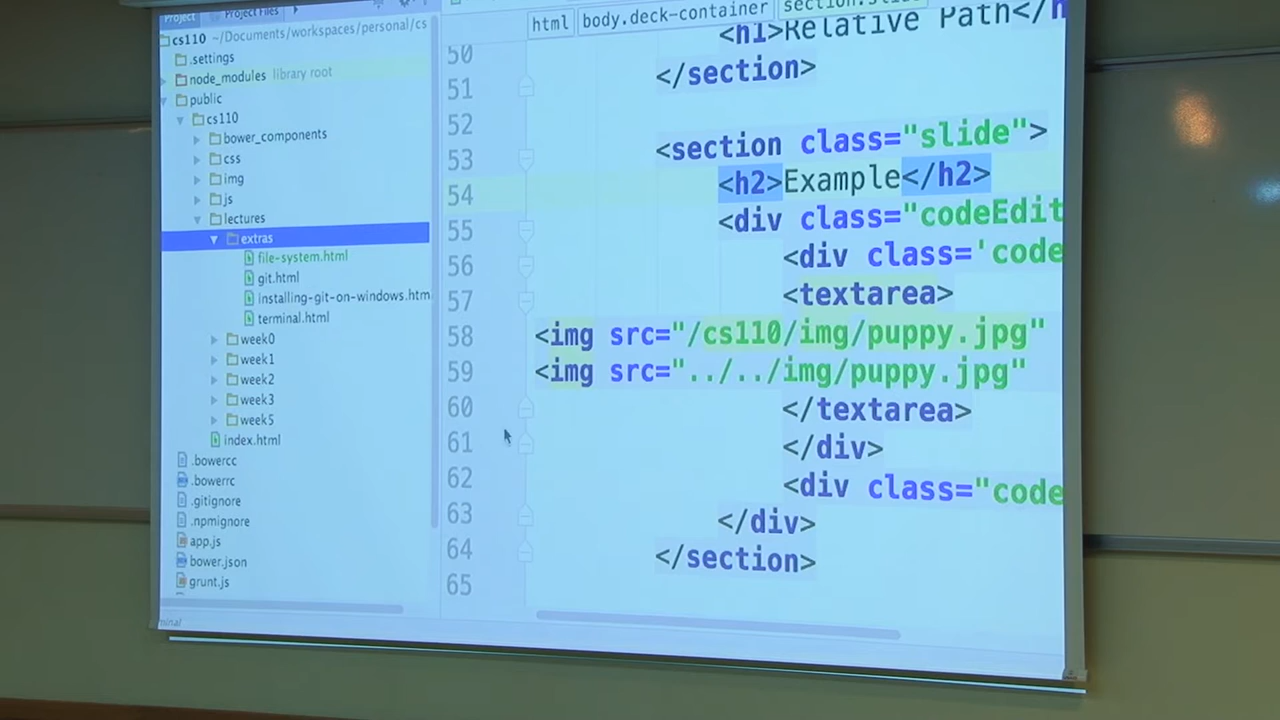 Project
Project Files
cs110 ~/Documents/workspaces/personal/cs
.settings
node_modules library root
public
cs110
bower_components
css
img
js
lectures
extras
file-system.html
git.html
installing-git-on-windows.htm
terminal.html
week0
week1
week2
week3
week5
index.html
.bowercc
.bowerrc
.gitignore
.npmignore
app.js
bower.json
grunt.js
minal
html body.deck-container section.slide
<h1>Relative Path</h
50
51 </section>
52
53 <section class="slide">
54 <h2>Example</h2>
55 <div class="codeEdit
56 <div class='code
57 <textarea>
58 <img src="/cs110/img/puppy.jpg"
59 <img src="../../img/puppy.jpg"
60 </textarea>
61 </div>
62 <div class="code
63 </div>
64 </section>
65